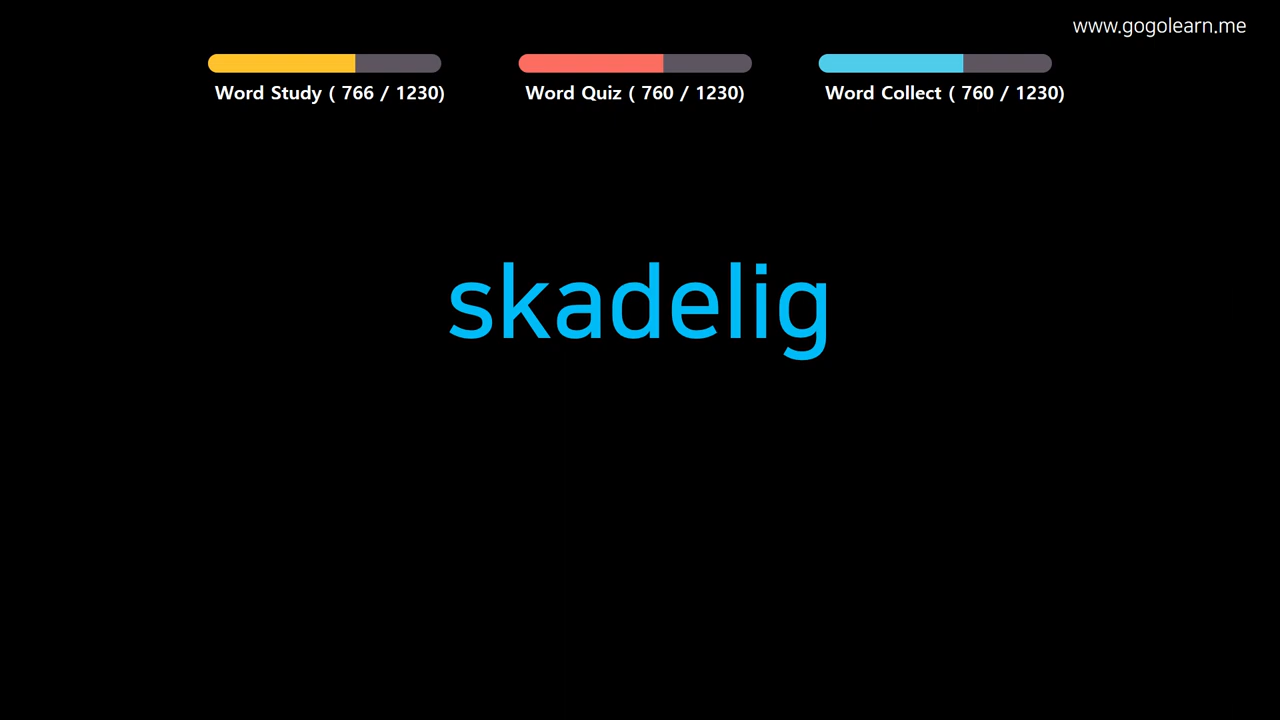 www.gogolearn.me
Word Study ( 766 / 1230)
Word Quiz ( 760 / 1230)
Word Collect ( 760 / 1230)
skadelig